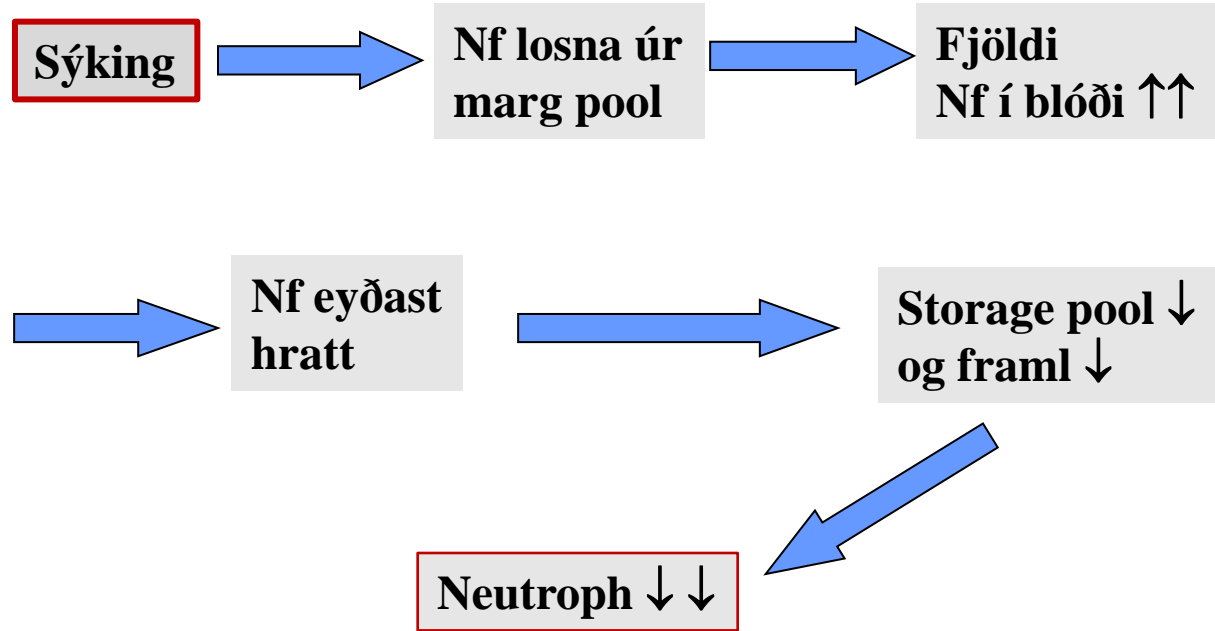 Sýking
Nf losna úr
marg pool
Fjöldi
Nf í blóði ↑↑
Nf eyðast
hratt
Storage pool ↓
og framl ↓
Neutroph ↓ ↓